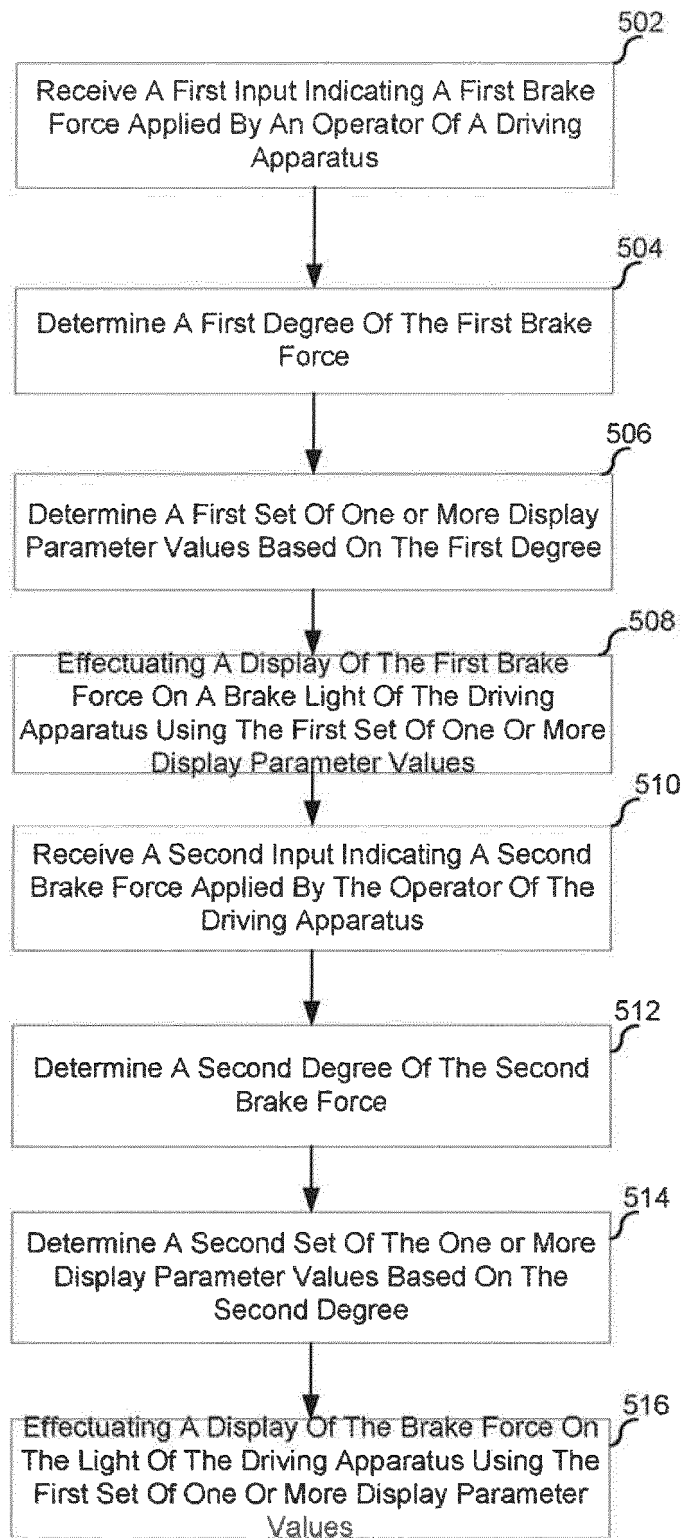 502
Receive A First Input Indicating A First Brake
Force Applied By An Operator Of A Driving
Apparatus
504
Determine A First Degree Of The First Brake
Force
506
Determine A First Set Of One or More Display
Parameter Values Based On The First Degree
508
Effectuating A Display Of The First Brake
Force On A Brake Light Of The Driving
Apparatus Using The First Set Of One Or More
Display Parameter Values
510
Receive A Second Input Indicating A Second
Brake Force Applied By The Operator Of The
Driving Apparatus
512
Determine A Second Degree Of The Second
Brake Force
514
Determine A Second Set Of The One or More
Display Parameter Values Based On The
Second Degree
516
Effectuating A Display Of The Brake Force On
The Light Of The Driving Apparatus Using The
First Set Of One Or More Display Parameter
Values